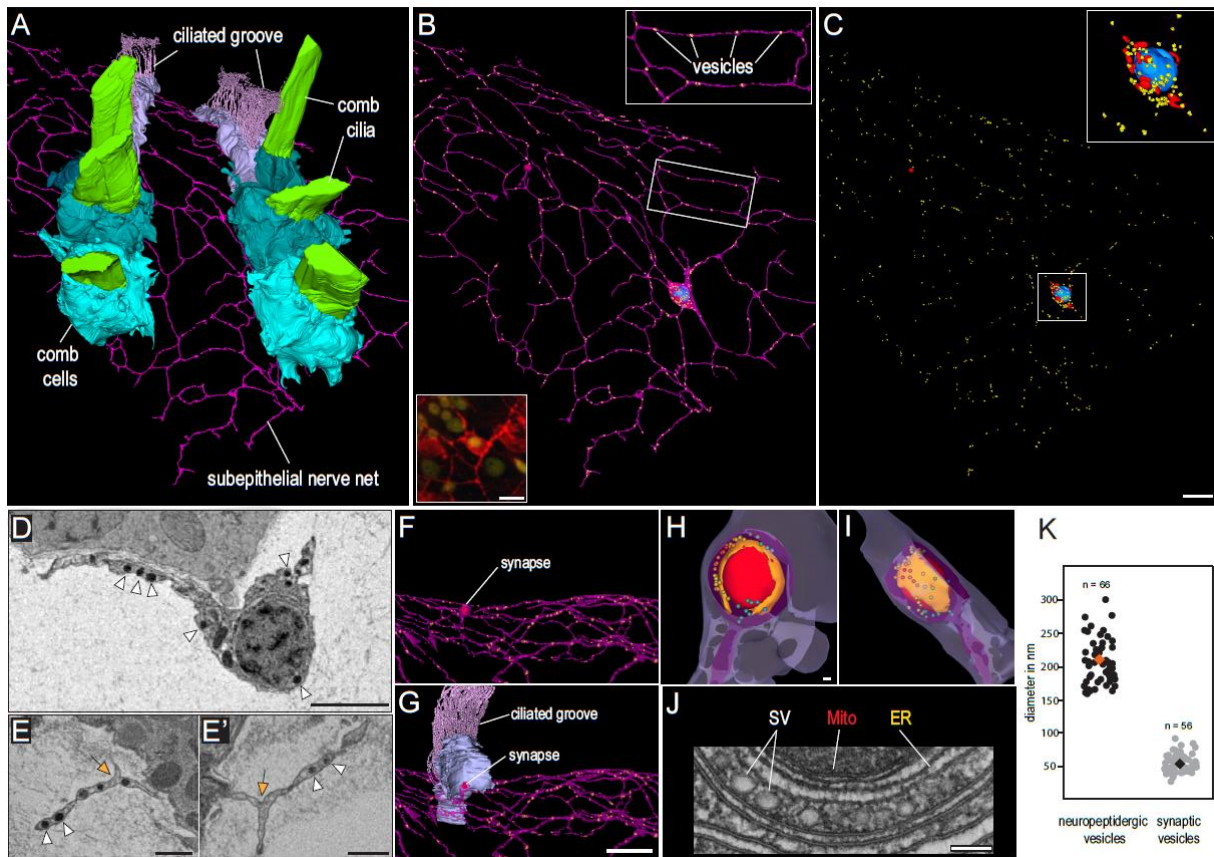 A
ciliated groove
comb
cilia
comb
cells
subepithelial nerve net
B
vesicles
C
D
E
E'
F
synapse
G
ciliated groove
synapse
H
I
J
SV
Mito
ER
K
n = 66
n = 56
diameter in nm
300
250
200
150
100
50
neuropeptidergic
vesicles
synaptic
vesicles